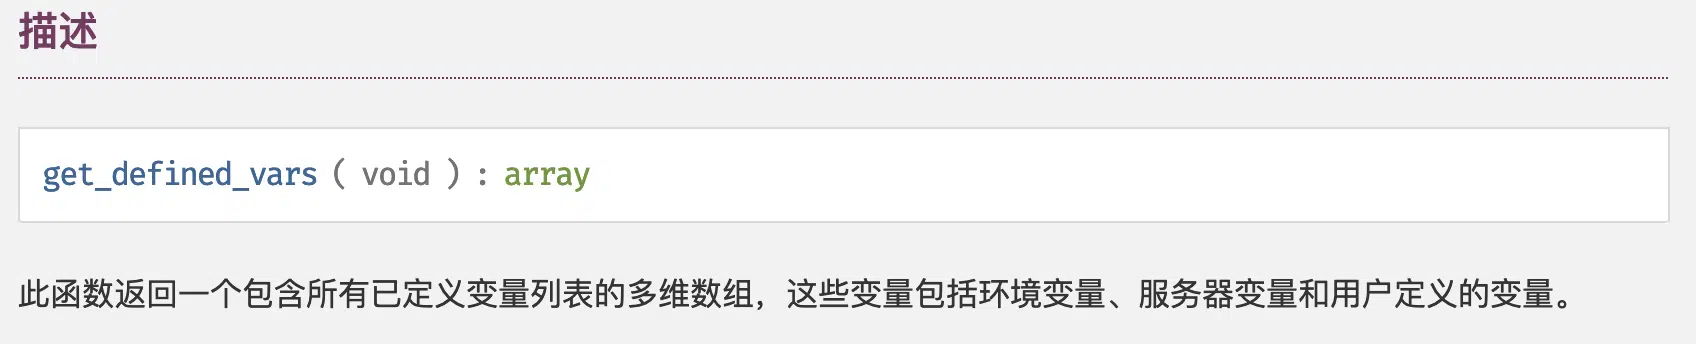 描述
get_defined_vars ( void ) : array
此函数返回一个包含所有已定义变量列表的多维数组，这些变量包括环境变量、服务器变量和用户定义的变量。